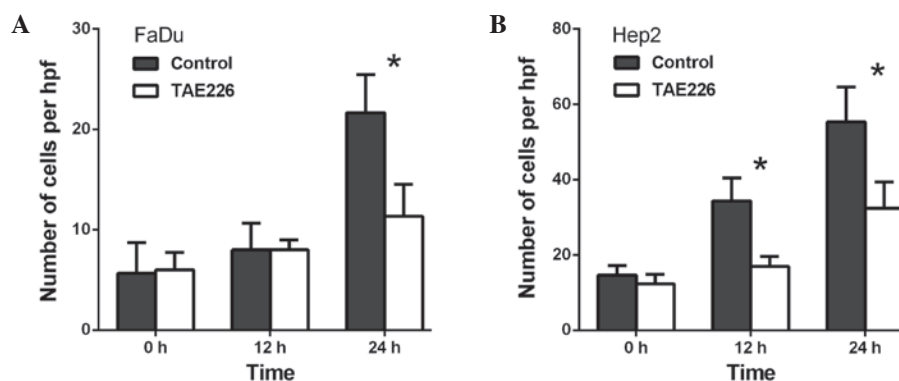 A
FaDu
Control
TAE226
Number of cells per hpf
30
20
10
0
*
0 h
12 h
24 h
Time
B
Hep2
Control
TAE226
Number of cells per hpf
80
60
40
20
0
*
*
0 h
12 h
24 h
Time